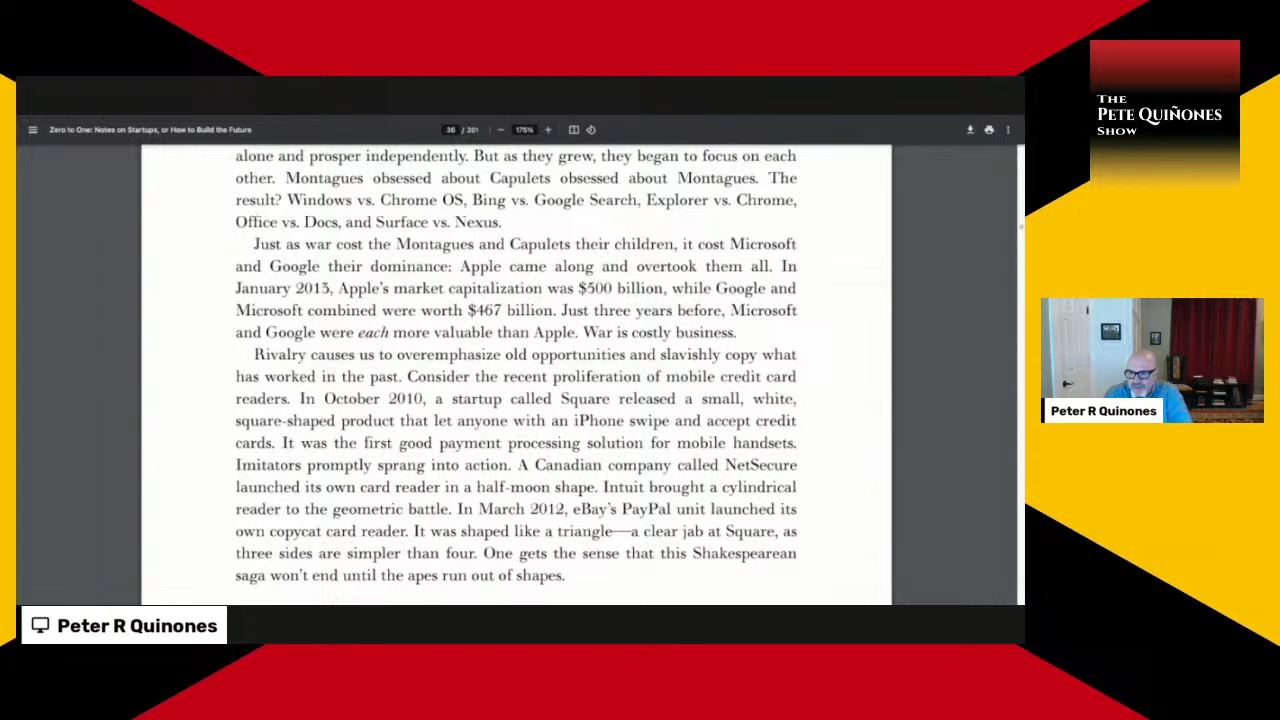 THE
PETE QUIÑONES
SHOW
Zero to One: Notes on Startups, or How to Build the Future
36 / 201
175%
alone and prosper independently. But as they grew, they began to focus on each
other. Montagues obsessed about Capulets obsessed about Montagues. The
result? Windows vs. Chrome OS, Bing vs. Google Search, Explorer vs. Chrome,
Office vs. Docs, and Surface vs. Nexus.
Just as war cost the Montagues and Capulets their children, it cost Microsoft
and Google their dominance: Apple came along and overtook them all. In
January 2013, Apple's market capitalization was $500 billion, while Google and
Microsoft combined were worth $467 billion. Just three years before, Microsoft
and Google were each more valuable than Apple. War is costly business.
Rivalry causes us to overemphasize old opportunities and slavishly copy what
has worked in the past. Consider the recent proliferation of mobile credit card
readers. In October 2010, a startup called Square released a small, white,
square-shaped product that let anyone with an iPhone swipe and accept credit
cards. It was the first good payment processing solution for mobile handsets.
Imitators promptly sprang into action. A Canadian company called NetSecure
launched its own card reader in a half-moon shape. Intuit brought a cylindrical
reader to the geometric battle. In March 2012, eBay's PayPal unit launched its
own copycat card reader. It was shaped like a triangle—a clear jab at Square, as
three sides are simpler than four. One gets the sense that this Shakespearean
saga won't end until the apes run out of shapes.
Peter R Quinones
Peter R Quinones